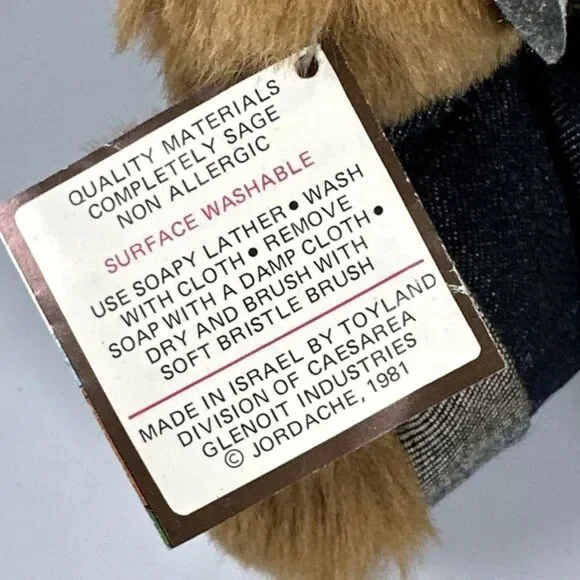 QUALITY MATERIALS
COMPLETELY SAGE
NON ALLERGIC
SURFACE WASHABLE
USE SOAPY LATHER • WASH
WITH CLOTH • REMOVE
SOAP WITH A DAMP CLOTH •
DRY AND BRUSH WITH
SOFT BRISTLE BRUSH
MADE IN ISRAEL BY TOYLAND
DIVISION OF CAESAREA
GLENOIT INDUSTRIES
© JORDACHE, 1981